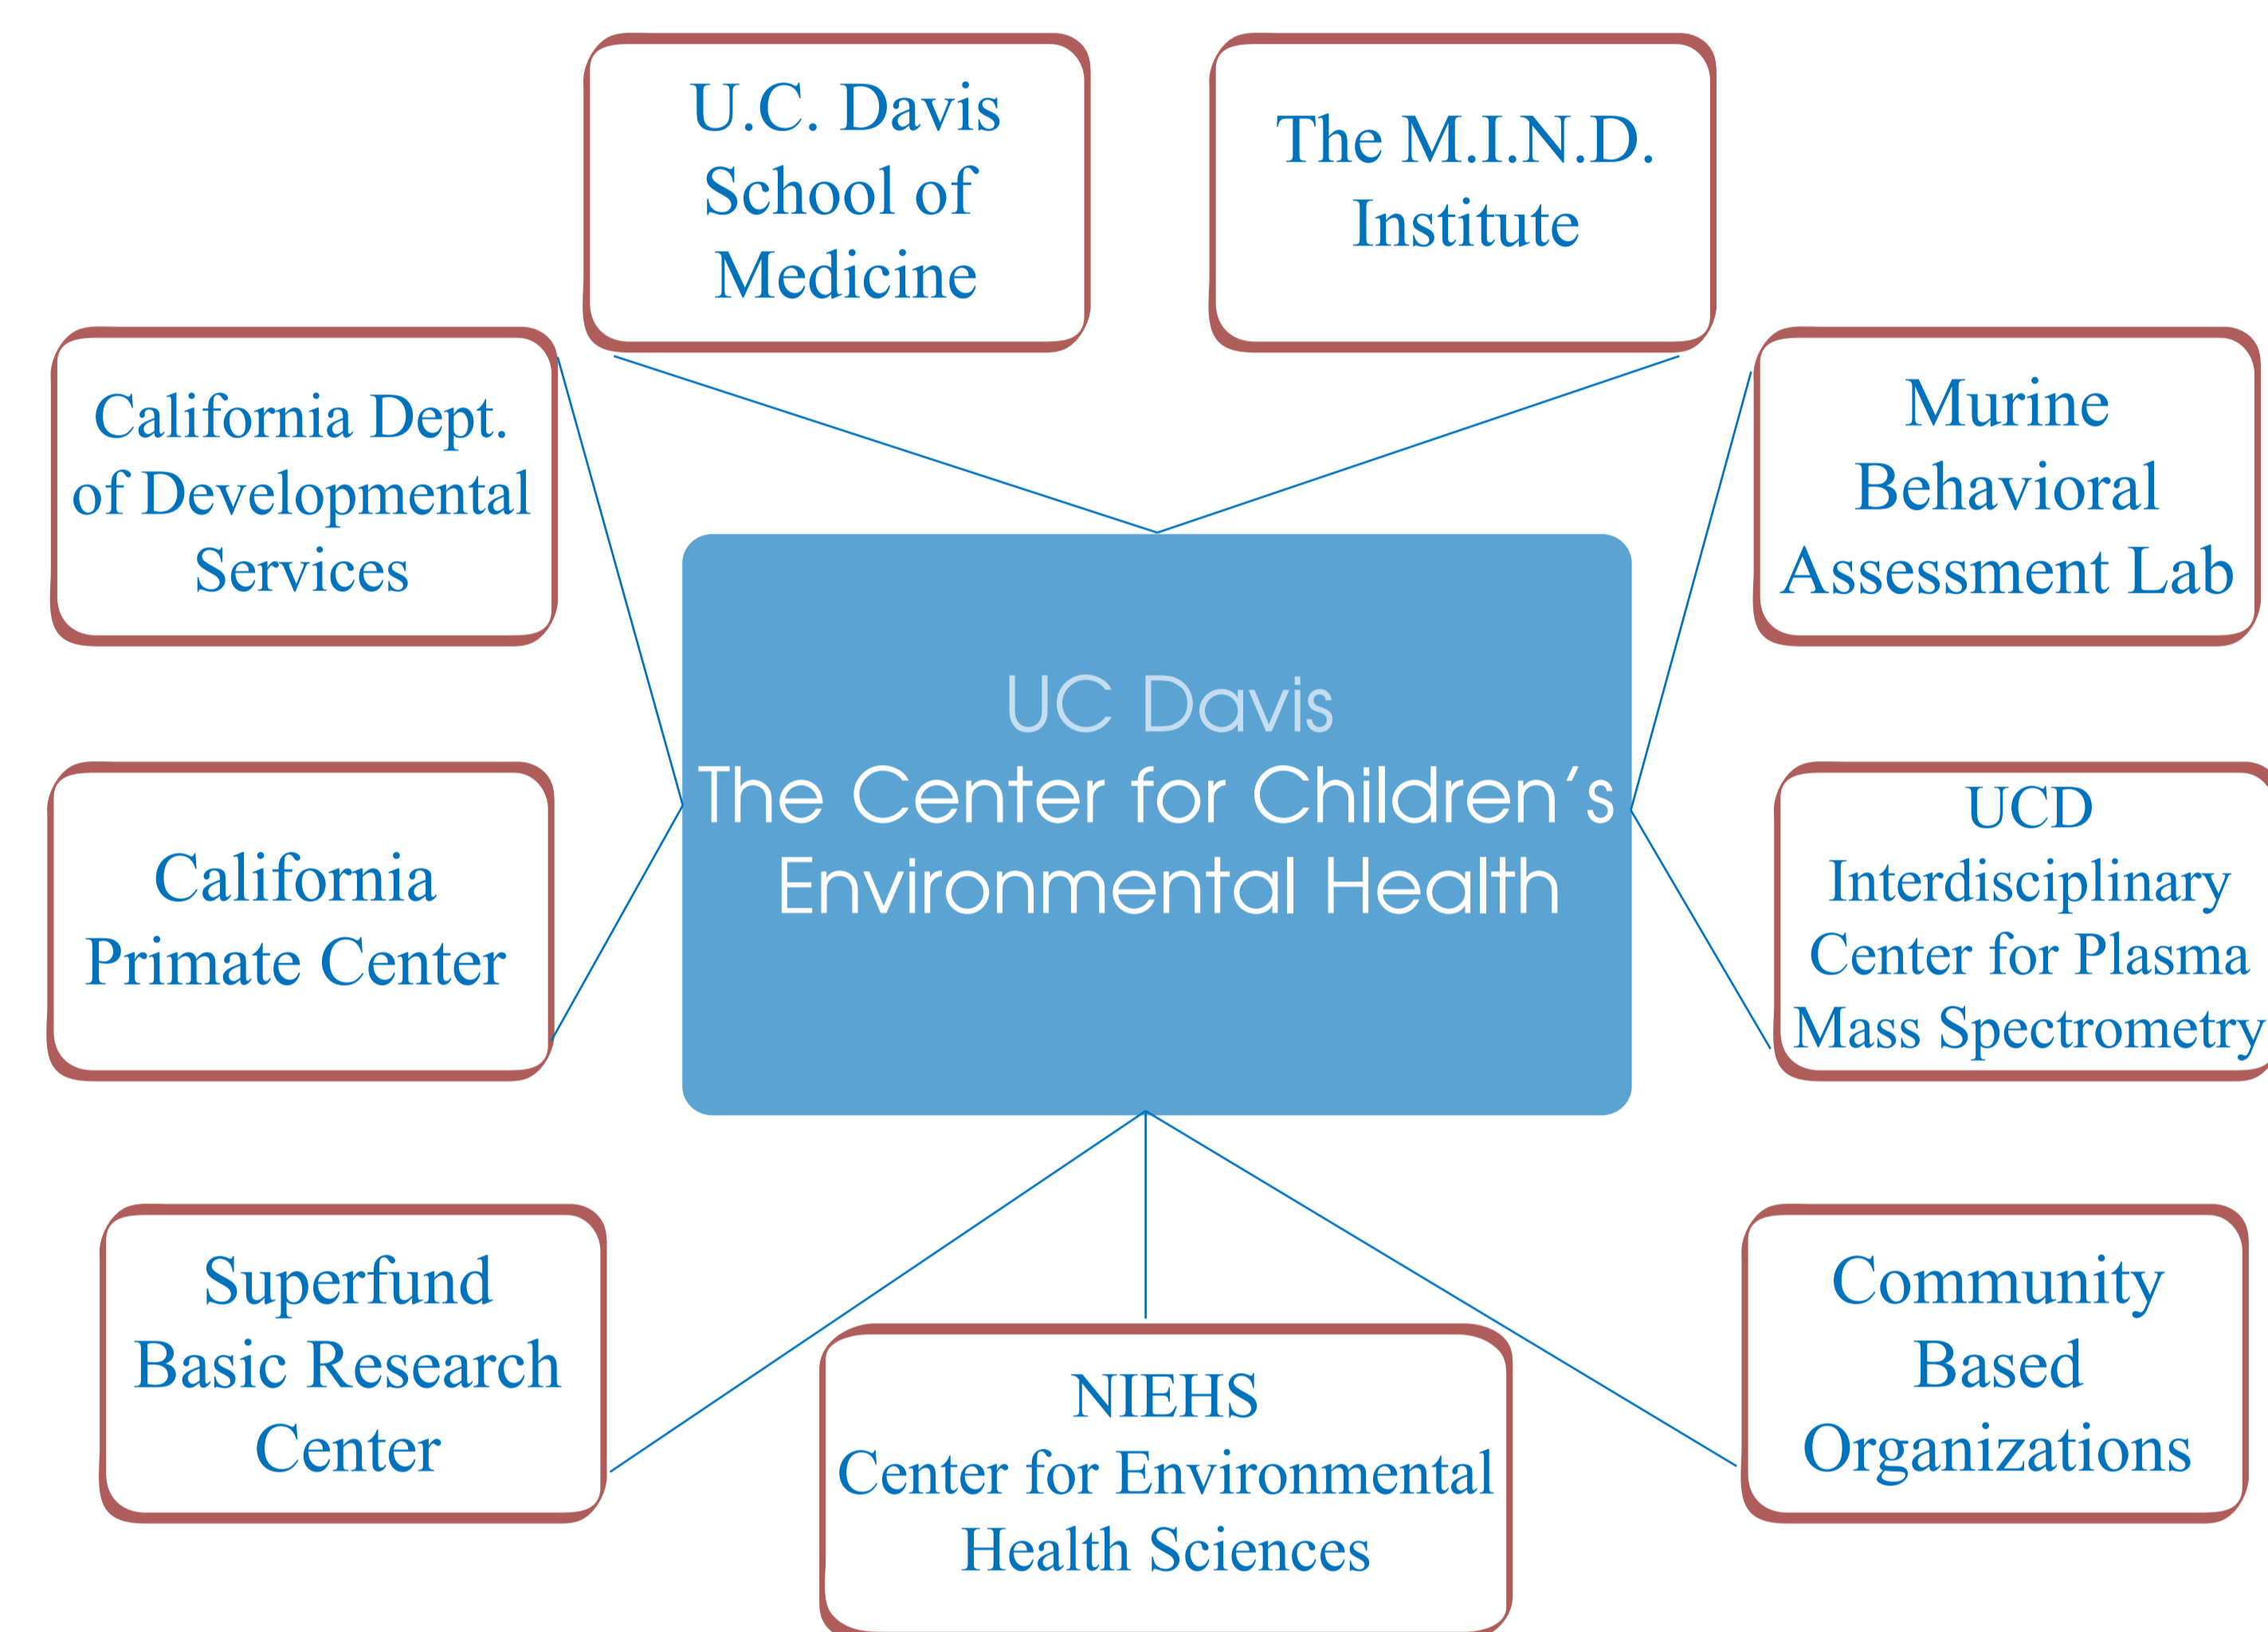 U.C. Davis
School of
Medicine
The M.I.N.D.
Institute
California Dept.
of Developmental
Services
Murine
Behavioral
Assessment Lab
UC Davis
The Center for Children's
Environmental Health
California
Primate Center
UCD
Interdisciplinary
Center for Plasma
Mass Spectrometry
Superfund
Basic Research
Center
NIEHS
Center for Environmental
Health Sciences
Community
Based
Organizations